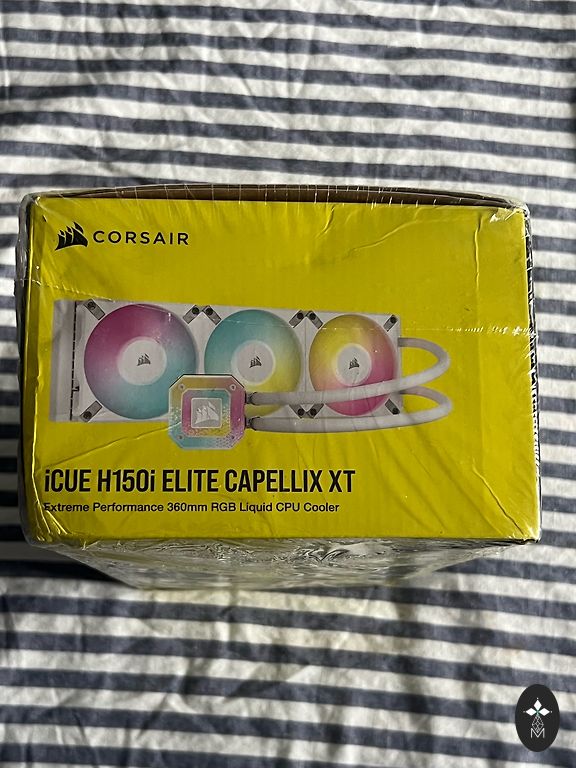 CORSAIR
iCUE H150i ELITE CAPELLIX XT
Extreme Performance 360mm RGB Liquid CPU Cooler
M